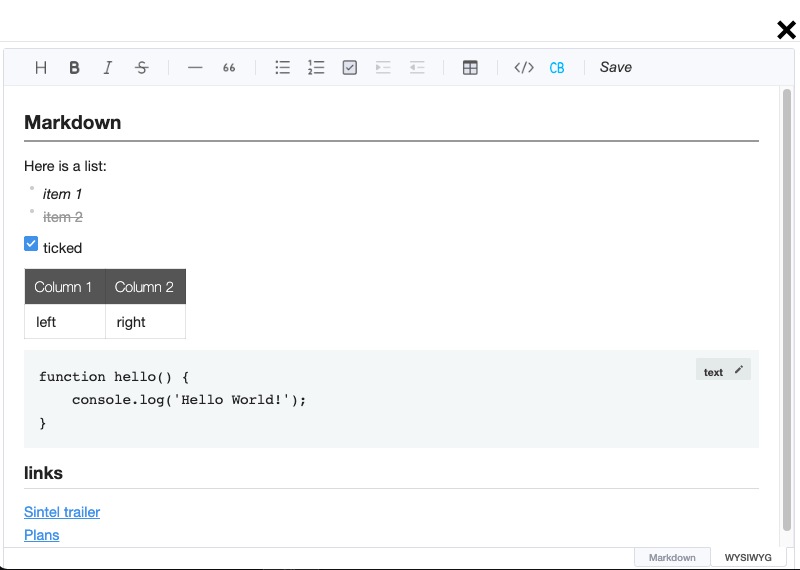 H B I S 66 </> CB Save
Markdown
Here is a list:
item 1
item 2
ticked
Column 1 Column 2
left right
function hello() {
    console.log('Hello World!');
}
text
links
Sintel trailer
Plans
Markdown WYSIWYG